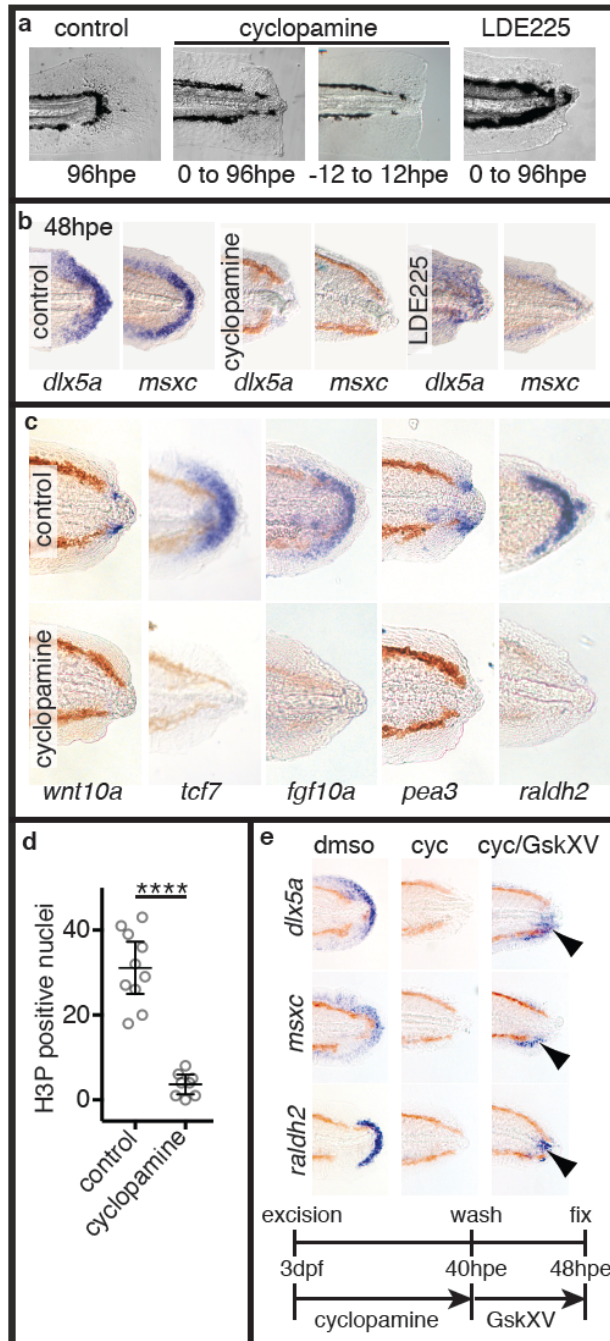 a
control cyclopamine LDE225
96hpe 0 to 96hpe -12 to 12hpe 0 to 96hpe
b 48hpe
control cyclopamine LDE225
dlx5a msxc dlx5a msxc dlx5a msxc
c
control
cyclopamine
wnt10a tcf7 fgf10a pea3 raldh2
d
****
H3P positive nuclei
40
20
0
control
cyclopamine
e
dmso cyc cyc/GskXV
dlx5a
msxc
raldh2
excision wash fix
3dpf 40hpe 48hpe
cyclopamine GskXV